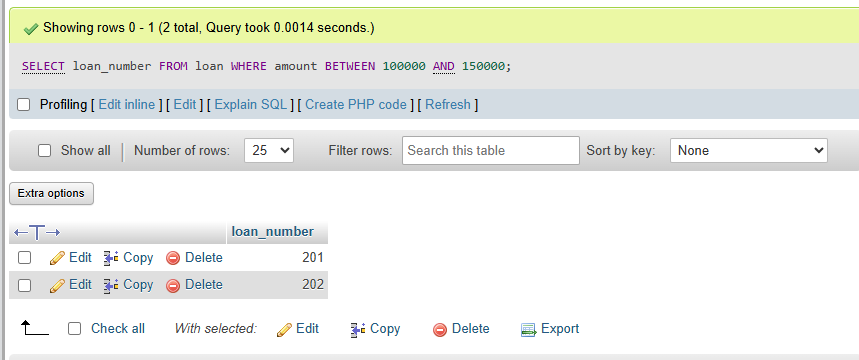 Showing rows 0 - 1 (2 total, Query took 0.0014 seconds.)
SELECT loan_number FROM loan WHERE amount BETWEEN 100000 AND 150000;
Profiling [ Edit inline ] [ Edit ] [ Explain SQL ] [ Create PHP code ] [ Refresh ]
Show all | Number of rows: 25 Filter rows: Search this table Sort by key: None
Extra options
←T→ loan_number
Edit Copy Delete 201
Edit Copy Delete 202
Check all With selected: Edit Copy Delete Export